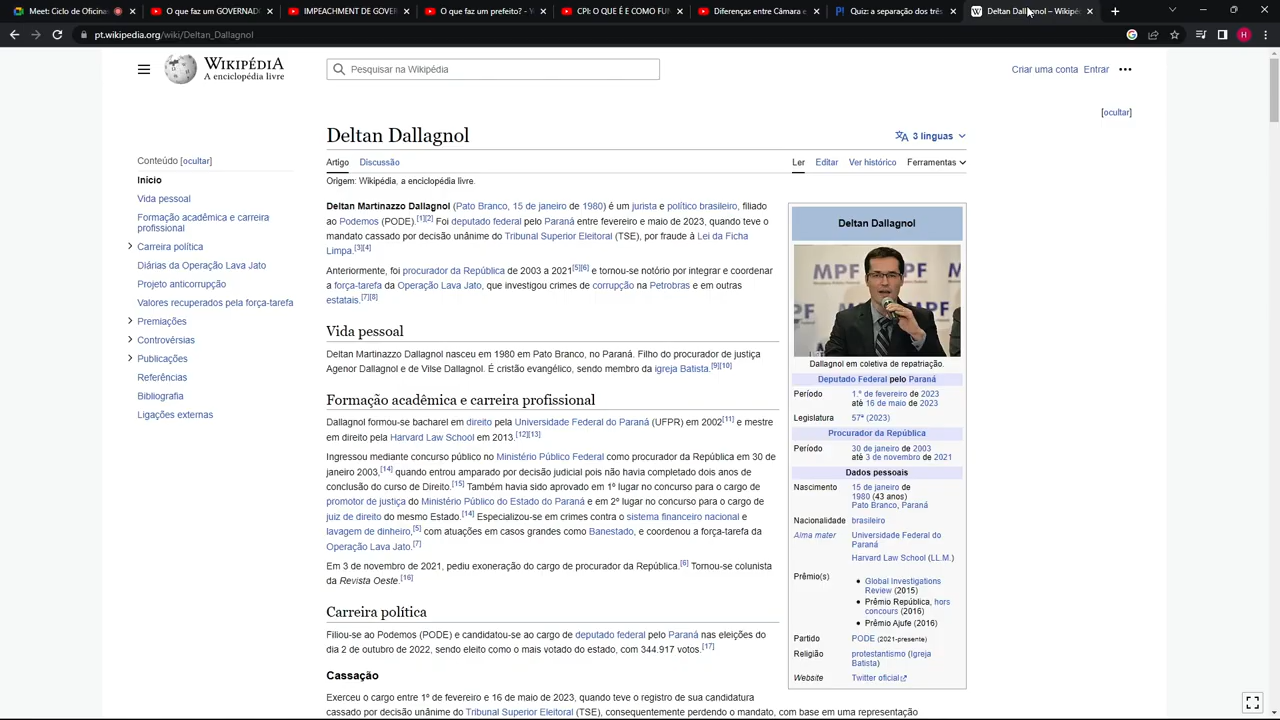 Meet: Ciclo de Oficinas
O que faz um GOVERNADO
IMPEACHMENT DE GOVER
O que faz um prefeito? - V
CPI: O QUE É E COMO FUN
Diferenças entre Câmara e
Quiz: a separação dos três
Deltan Dallagnol – Wikipéd
pt.wikipedia.org/wiki/Deltan_Dallagnol
H
WIKIPÉDIA
A enciclopédia livre
Pesquisar na Wikipédia
Criar uma conta Entrar
[ocultar]
Deltan Dallagnol
3 línguas
Conteúdo [ocultar]
Início
Vida pessoal
Formação acadêmica e carreira
profissional
Carreira política
Diárias da Operação Lava Jato
Projeto anticorrupção
Valores recuperados pela força-tarefa
Premiações
Controvérsias
Publicações
Referências
Bibliografia
Ligações externas
Artigo Discussão
Ler Editar Ver histórico Ferramentas
Origem: Wikipédia, a enciclopédia livre.
Deltan Martinazzo Dallagnol (Pato Branco, 15 de janeiro de 1980) é um jurista e político brasileiro, filiado
ao Podemos (PODE).[1][2] Foi deputado federal pelo Paraná entre fevereiro e maio de 2023, quando teve o
mandato cassado por decisão unânime do Tribunal Superior Eleitoral (TSE), por fraude à Lei da Ficha
Limpa.[3][4]
Anteriormente, foi procurador da República de 2003 a 2021[5][6] e tornou-se notório por integrar e coordenar
a força-tarefa da Operação Lava Jato, que investigou crimes de corrupção na Petrobras e em outras
estatais.[7][8]
Vida pessoal
Deltan Martinazzo Dallagnol nasceu em 1980 em Pato Branco, no Paraná. Filho do procurador de justiça
Agenor Dallagnol e de Vilse Dallagnol. É cristão evangélico, sendo membro da igreja Batista.[9][10]
Formação acadêmica e carreira profissional
Dallagnol formou-se bacharel em direito pela Universidade Federal do Paraná (UFPR) em 2002[11] e mestre
em direito pela Harvard Law School em 2013.[12][13]
Ingressou mediante concurso público no Ministério Público Federal como procurador da República em 30 de
janeiro 2003,[14] quando entrou amparado por decisão judicial pois não havia completado dois anos de
conclusão do curso de Direito.[15] Também havia sido aprovado em 1º lugar no concurso para o cargo de
promotor de justiça do Ministério Público do Estado do Paraná e em 2º lugar no concurso para o cargo de
juiz de direito do mesmo Estado.[14] Especializou-se em crimes contra o sistema financeiro nacional e
lavagem de dinheiro,[5] com atuações em casos grandes como Banestado, e coordenou a força-tarefa da
Operação Lava Jato.[7]
Em 3 de novembro de 2021, pediu exoneração do cargo de procurador da República.[6] Tornou-se colunista
da Revista Oeste.[16]
Carreira política
Filiou-se ao Podemos (PODE) e candidatou-se ao cargo de deputado federal pelo Paraná nas eleições do
dia 2 de outubro de 2022, sendo eleito como o mais votado do estado, com 344.917 votos.[17]
Cassação
Exerceu o cargo entre 1º de fevereiro e 16 de maio de 2023, quando teve o registro de sua candidatura
cassado por decisão unânime do Tribunal Superior Eleitoral (TSE), consequentemente perdendo o mandato, com base em uma representação
Deltan Dallagnol
MPF MPF
Dallagnol em coletiva de repatriação.
Deputado Federal pelo Paraná
Período 1.º de fevereiro de 2023
até 16 de maio de 2023
Legislatura 57ª (2023)
Procurador da República
Período 30 de janeiro de 2003
até 3 de novembro de 2021
Dados pessoais
Nascimento 15 de janeiro de
1980 (43 anos)
Pato Branco, Paraná
Nacionalidade brasileiro
Alma mater Universidade Federal do
Paraná
Harvard Law School (LL.M.)
Prêmio(s)
Global Investigations
Review (2015)
Prêmio República, hors
concours (2016)
Prêmio Ajufe (2016)
Partido PODE (2021-presente)
Religião protestantismo (Igreja
Batista)
Website Twitter oficial